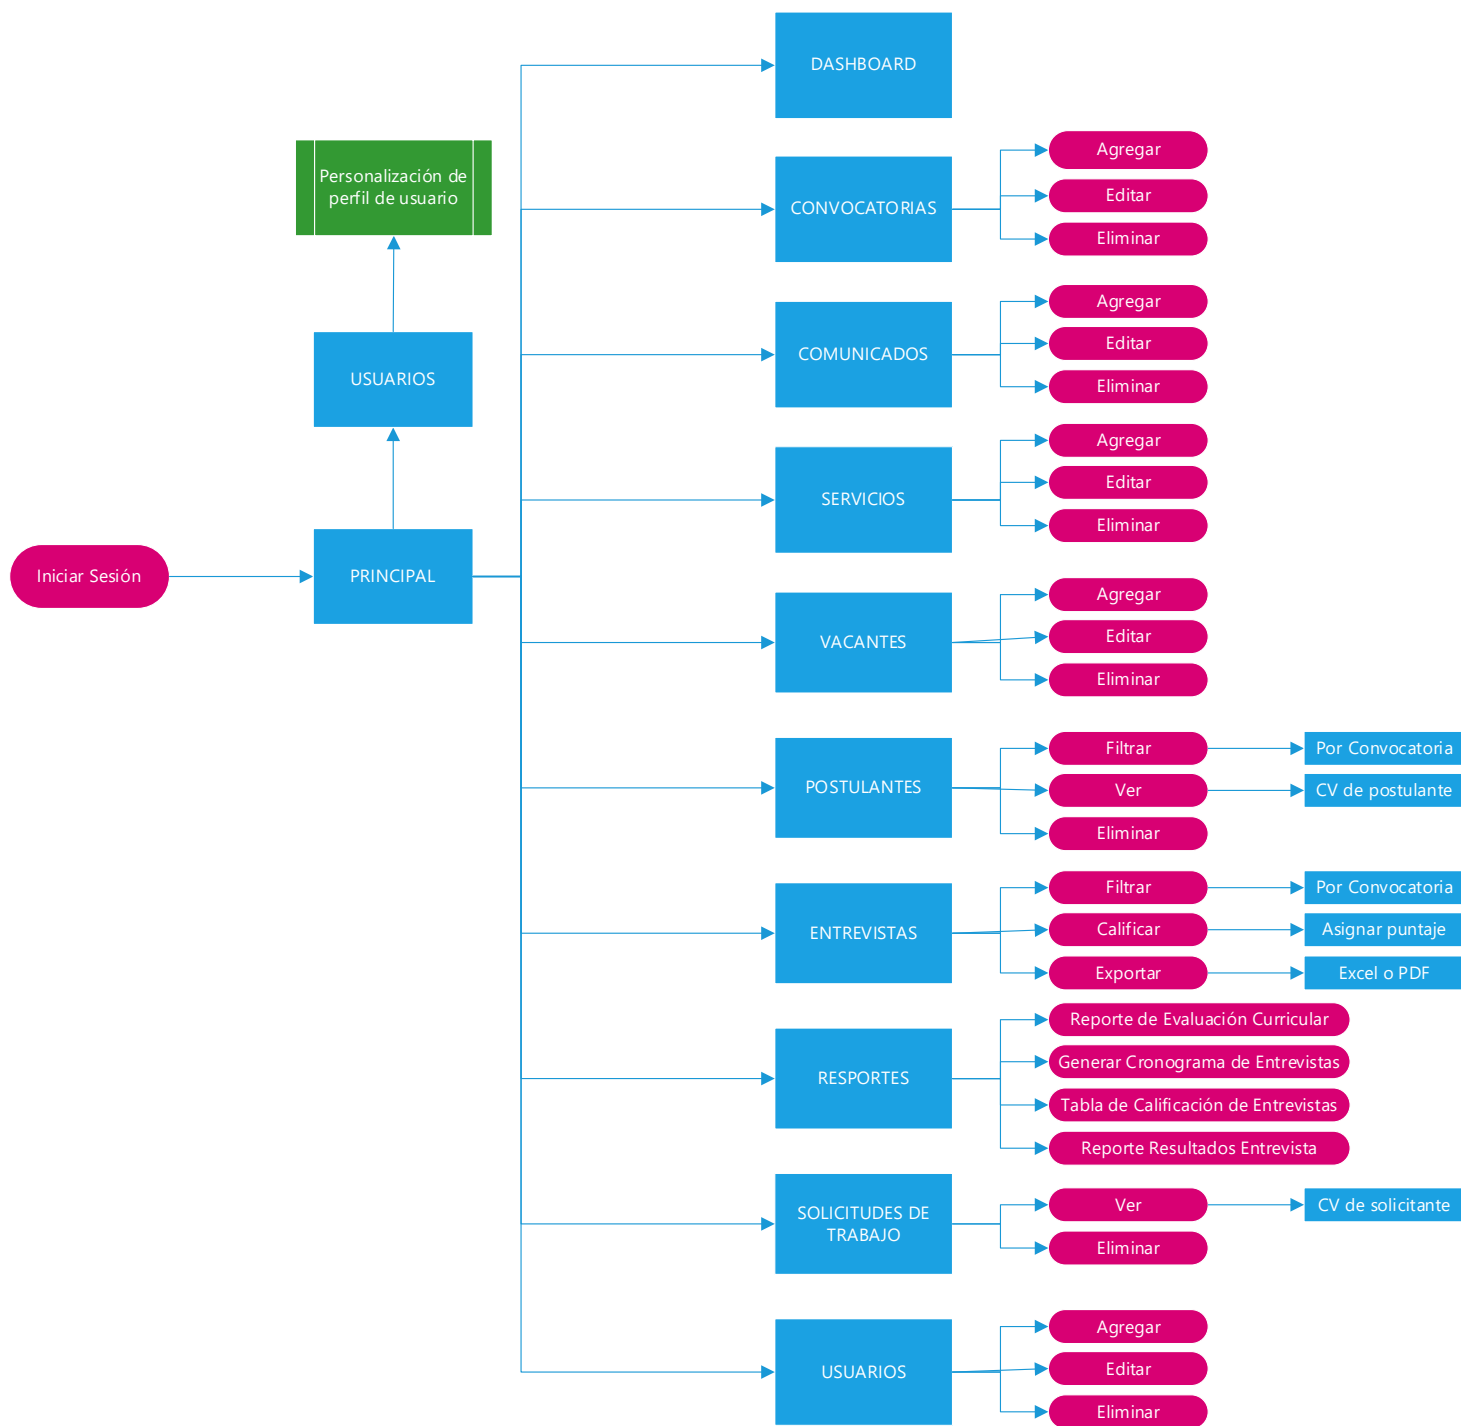 DASHBOARD
Personalización de
perfil de usuario
CONVOCATORIAS
Agregar
Editar
Eliminar
USUARIOS
COMUNICADOS
Agregar
Editar
Eliminar
SERVICIOS
Agregar
Editar
Eliminar
Iniciar Sesión
PRINCIPAL
VACANTES
Agregar
Editar
Eliminar
POSTULANTES
Filtrar
Por Convocatoria
Ver
CV de postulante
Eliminar
ENTREVISTAS
Filtrar
Por Convocatoria
Calificar
Asignar puntaje
Exportar
Excel o PDF
RESPORTES
Reporte de Evaluación Curricular
Generar Cronograma de Entrevistas
Tabla de Calificación de Entrevistas
Reporte Resultados Entrevista
SOLICITUDES DE
TRABAJO
Ver
CV de solicitante
Eliminar
USUARIOS
Agregar
Editar
Eliminar